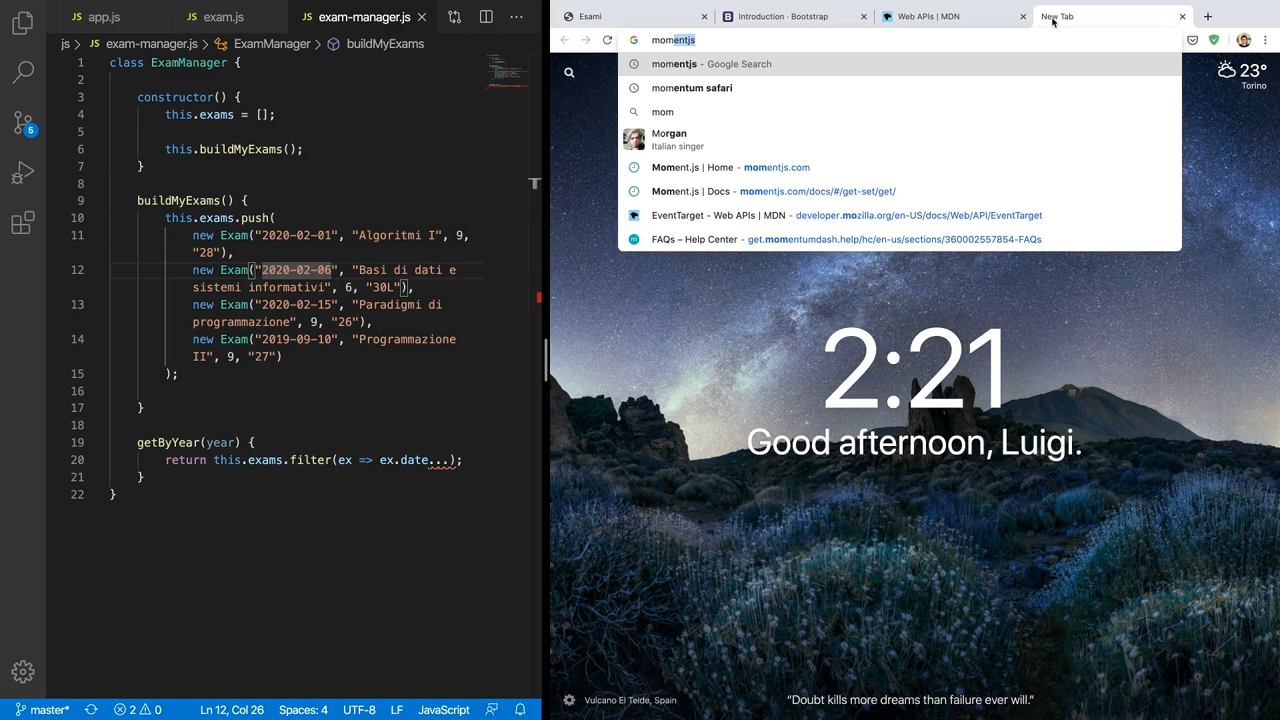 app.js
exam.js
exam-manager.js
js > exam-manager.js > ExamManager > buildMyExams
5
1 class ExamManager {
2
3 constructor() {
4 this.exams = [];
5
6 this.buildMyExams();
7 }
8
9 buildMyExams() {
10 this.exams.push(
11 new Exam("2020-02-01", "Algoritmi I", 9,
"28"),
12 new Exam("2020-02-06", "Basi di dati e
sistemi informativi", 6, "30L"),
13 new Exam("2020-02-15", "Paradigmi di
programmazione", 9, "26"),
14 new Exam("2019-09-10", "Programmazione
II", 9, "27")
15 );
16
17 }
18
19 getByYear(year) {
20 return this.exams.filter(ex => ex.date...);
21 }
22 }
master*
2 0
Ln 12, Col 26
Spaces: 4
UTF-8
LF
JavaScript
Esami
Introduction · Bootstrap
Web APIs | MDN
New Tab
momentjs
momentjs - Google Search
momentum safari
mom
Morgan
Italian singer
Moment.js | Home - momentjs.com
Moment.js | Docs - momentjs.com/docs/#/get-set/get/
EventTarget - Web APIs | MDN - developer.mozilla.org/en-US/docs/Web/API/EventTarget
FAQs – Help Center - get.momentumdash.help/hc/en-us/sections/360002557854-FAQs
23°
Torino
2:21
Good afternoon, Luigi.
Vulcano El Teide, Spain
“Doubt kills more dreams than failure ever will.”